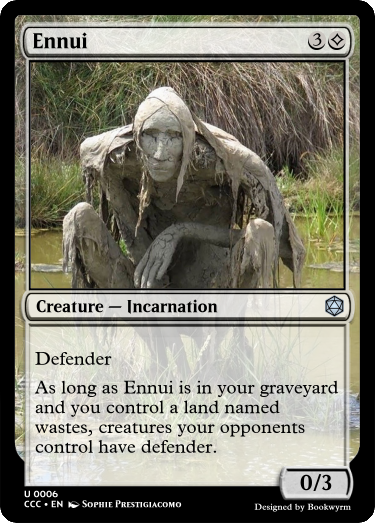 Ennui 3
Creature — Incarnation
Defender
As long as Ennui is in your graveyard
and you control a land named
wastes, creatures your opponents
control have defender.
0/3
U 0006
CCC • EN Sophie Prestigiacomo
Designed by Bookwyrm